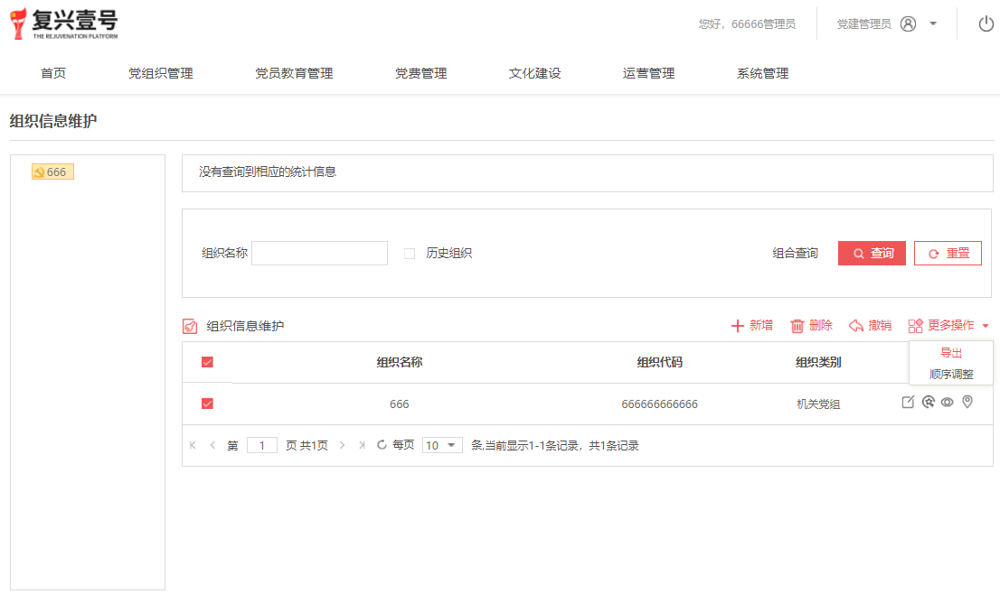 复兴壹号
THE REJUVENATION PLATFORM
您好，66666管理员
党建管理员
首页 党组织管理 党员教育管理 党费管理 文化建设 运营管理 系统管理
组织信息维护
666
没有查询到相应的统计信息
组织名称 历史组织 组合查询 查询 重置
组织信息维护 新增 删除 撤销 更多操作
导出
顺序调整
组织名称 组织代码 组织类别
666 666666666666 机关党组
第 1 页 共1页 每页 10 条,当前显示1-1条记录，共1条记录